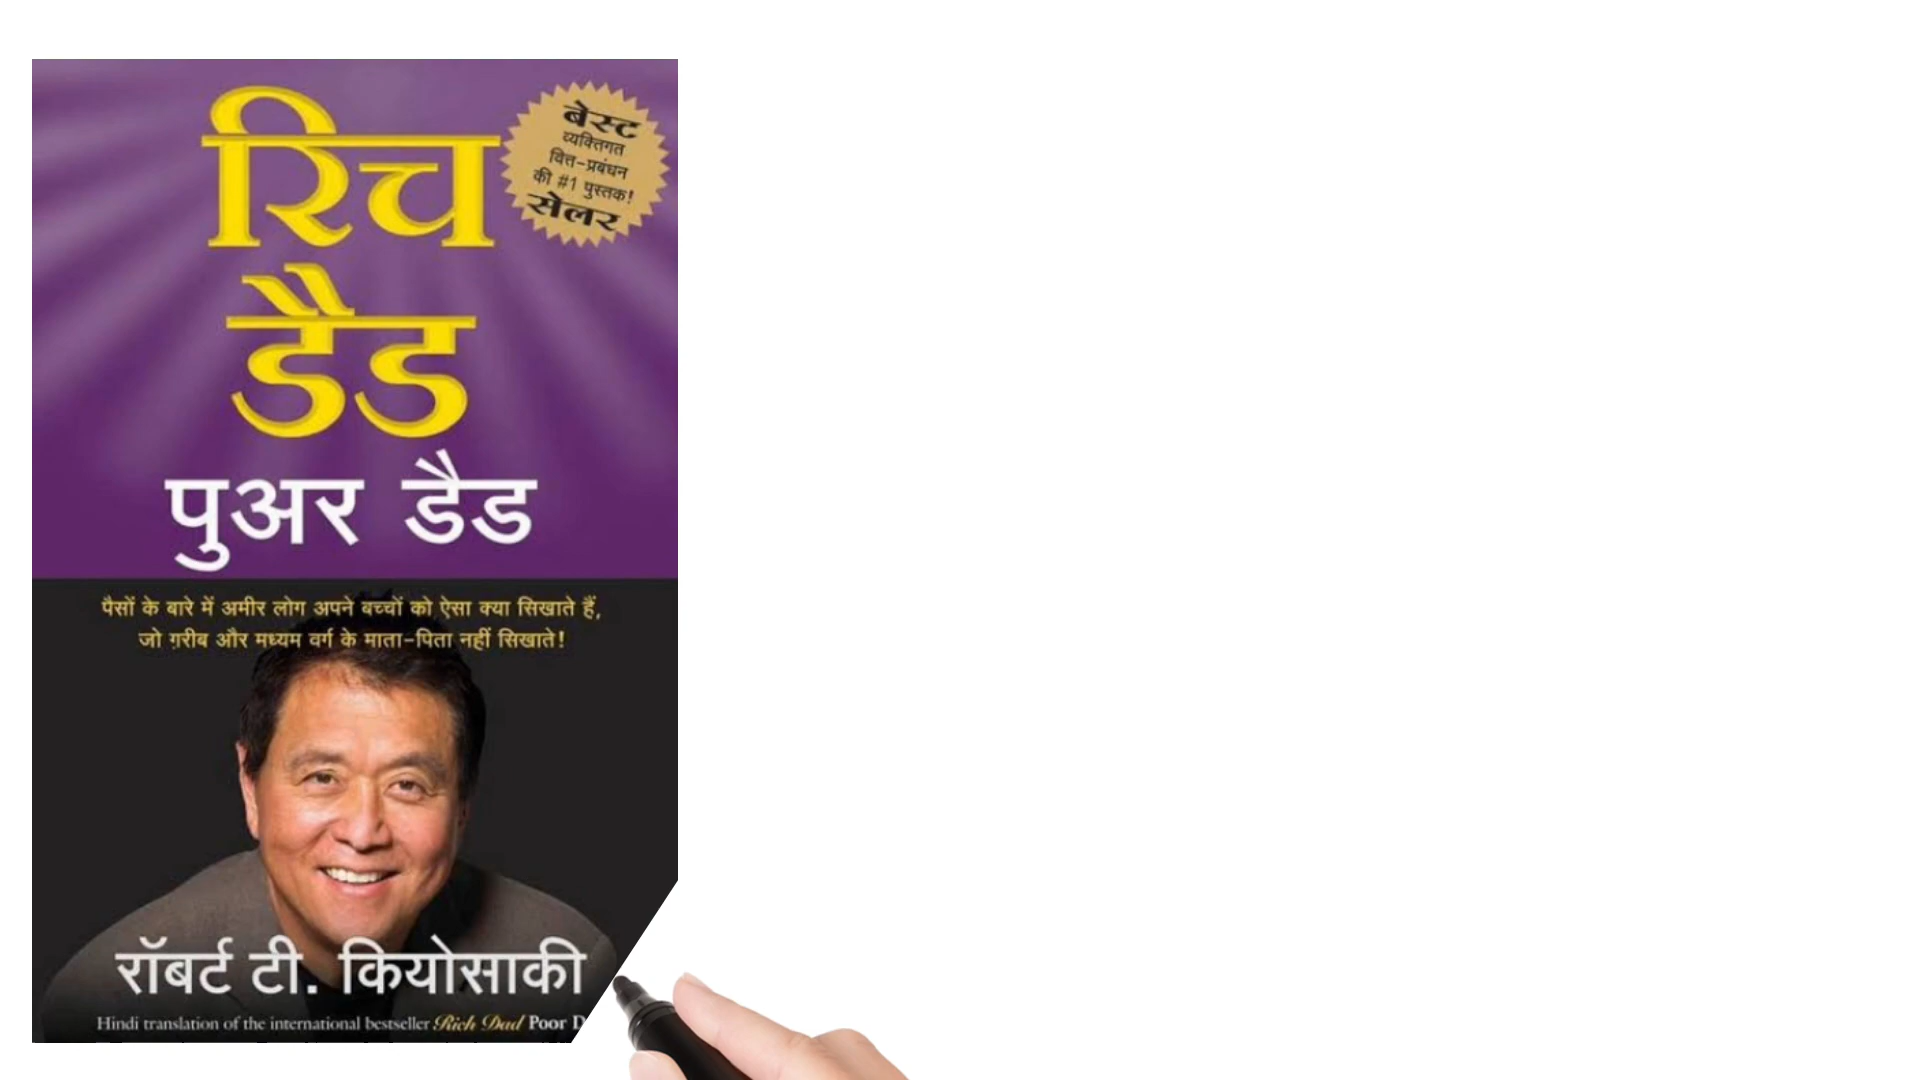 रिच
डैड
बेस्ट
व्यक्तिगत
वित्त-प्रबंधन
की #1 पुस्तक!
सेलर
पुअर डैड
पैसों के बारे में अमीर लोग अपने बच्चों को ऐसा क्या सिखाते हैं,
जो ग़रीब और मध्यम वर्ग के माता-पिता नहीं सिखाते!
रॉबर्ट टी. कियोसाकी
Hindi translation of the international bestseller Rich Dad Poor D